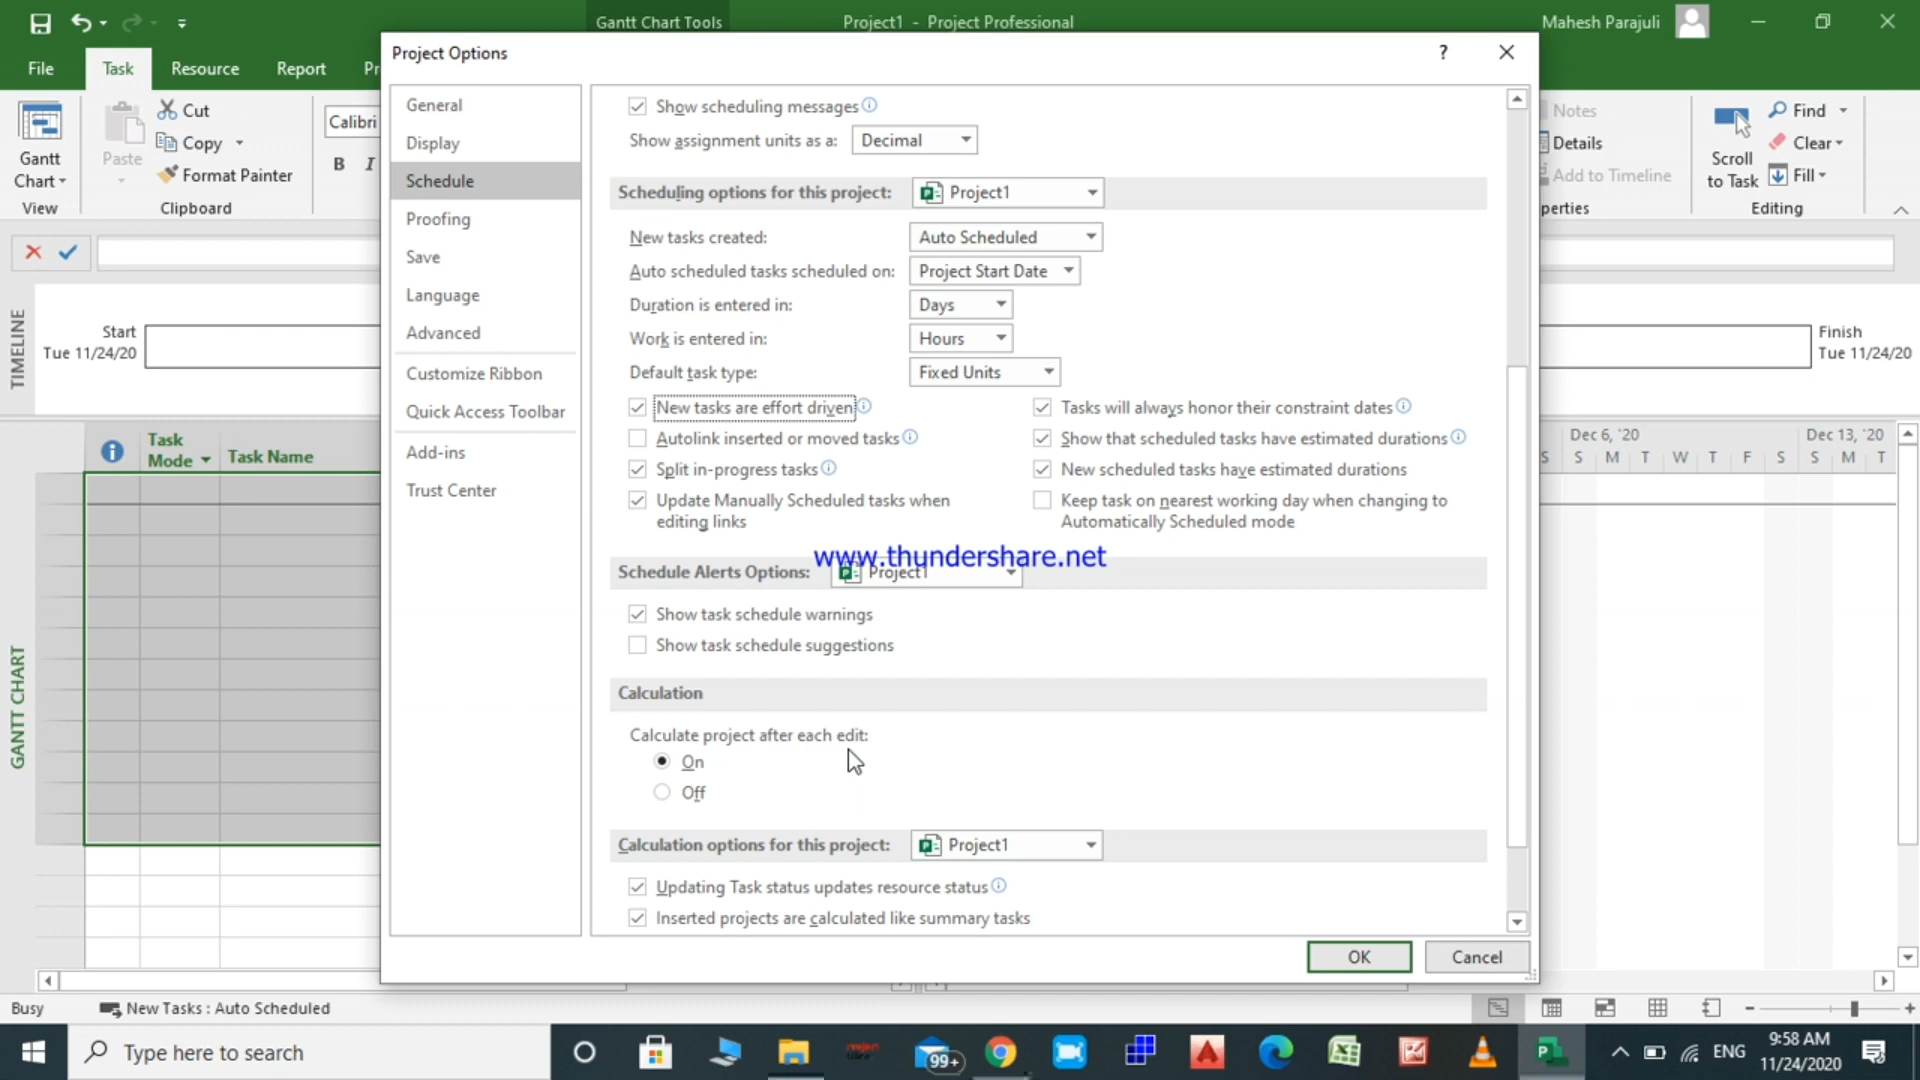 Gantt Chart Tools
Project1 - Project Professional
Mahesh Parajuli
File
Task
Resource
Report
Pr
Project Options
?
Gantt
Chart
View
Paste
Cut
Copy
Format Painter
Clipboard
Calibri
B I
Notes
Details
Add to Timeline
perties
Scroll
to Task
Find
Clear
Fill
Editing
General
Display
Schedule
Proofing
Save
Language
Advanced
Customize Ribbon
Quick Access Toolbar
Add-ins
Trust Center
Show scheduling messages
Show assignment units as a: Decimal
Scheduling options for this project: Project1
New tasks created: Auto Scheduled
Auto scheduled tasks scheduled on: Project Start Date
Duration is entered in: Days
Work is entered in: Hours
Default task type: Fixed Units
New tasks are effort driven
Tasks will always honor their constraint dates
Autolink inserted or moved tasks
Show that scheduled tasks have estimated durations
Split in-progress tasks
New scheduled tasks have estimated durations
Update Manually Scheduled tasks when
editing links
Keep task on nearest working day when changing to
Automatically Scheduled mode
www.thundershare.net
Schedule Alerts Options: Project1
Show task schedule warnings
Show task schedule suggestions
Calculation
Calculate project after each edit:
On
Off
Calculation options for this project: Project1
Updating Task status updates resource status
Inserted projects are calculated like summary tasks
OK
Cancel
TIMELINE
Start
Tue 11/24/20
Finish
Tue 11/24/20
GANTT CHART
Task
Mode
Task Name
Dec 6, '20
Dec 13, '20
S S M T W T F S S M T
Busy
New Tasks : Auto Scheduled
Type here to search
99+
ENG
9:58 AM
11/24/2020